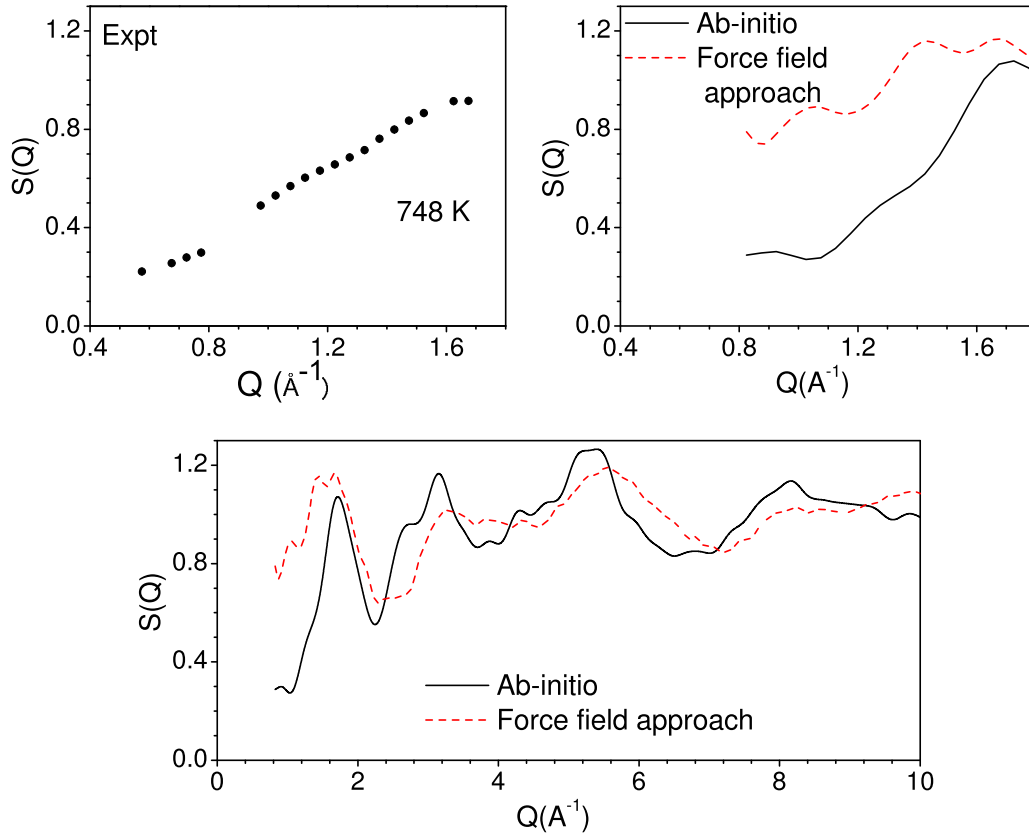 Expt
748 K
S(Q)
1.2
0.8
0.4
0.0
0.4
0.8
1.2
1.6
Q (Å⁻¹)
Ab-initio
Force field
approach
S(Q)
1.2
0.8
0.4
0.0
0.4
0.8
1.2
1.6
Q(A⁻¹)
S(Q)
1.2
0.8
0.4
0.0
Ab-initio
Force field approach
0
2
4
6
8
10
Q(A⁻¹)